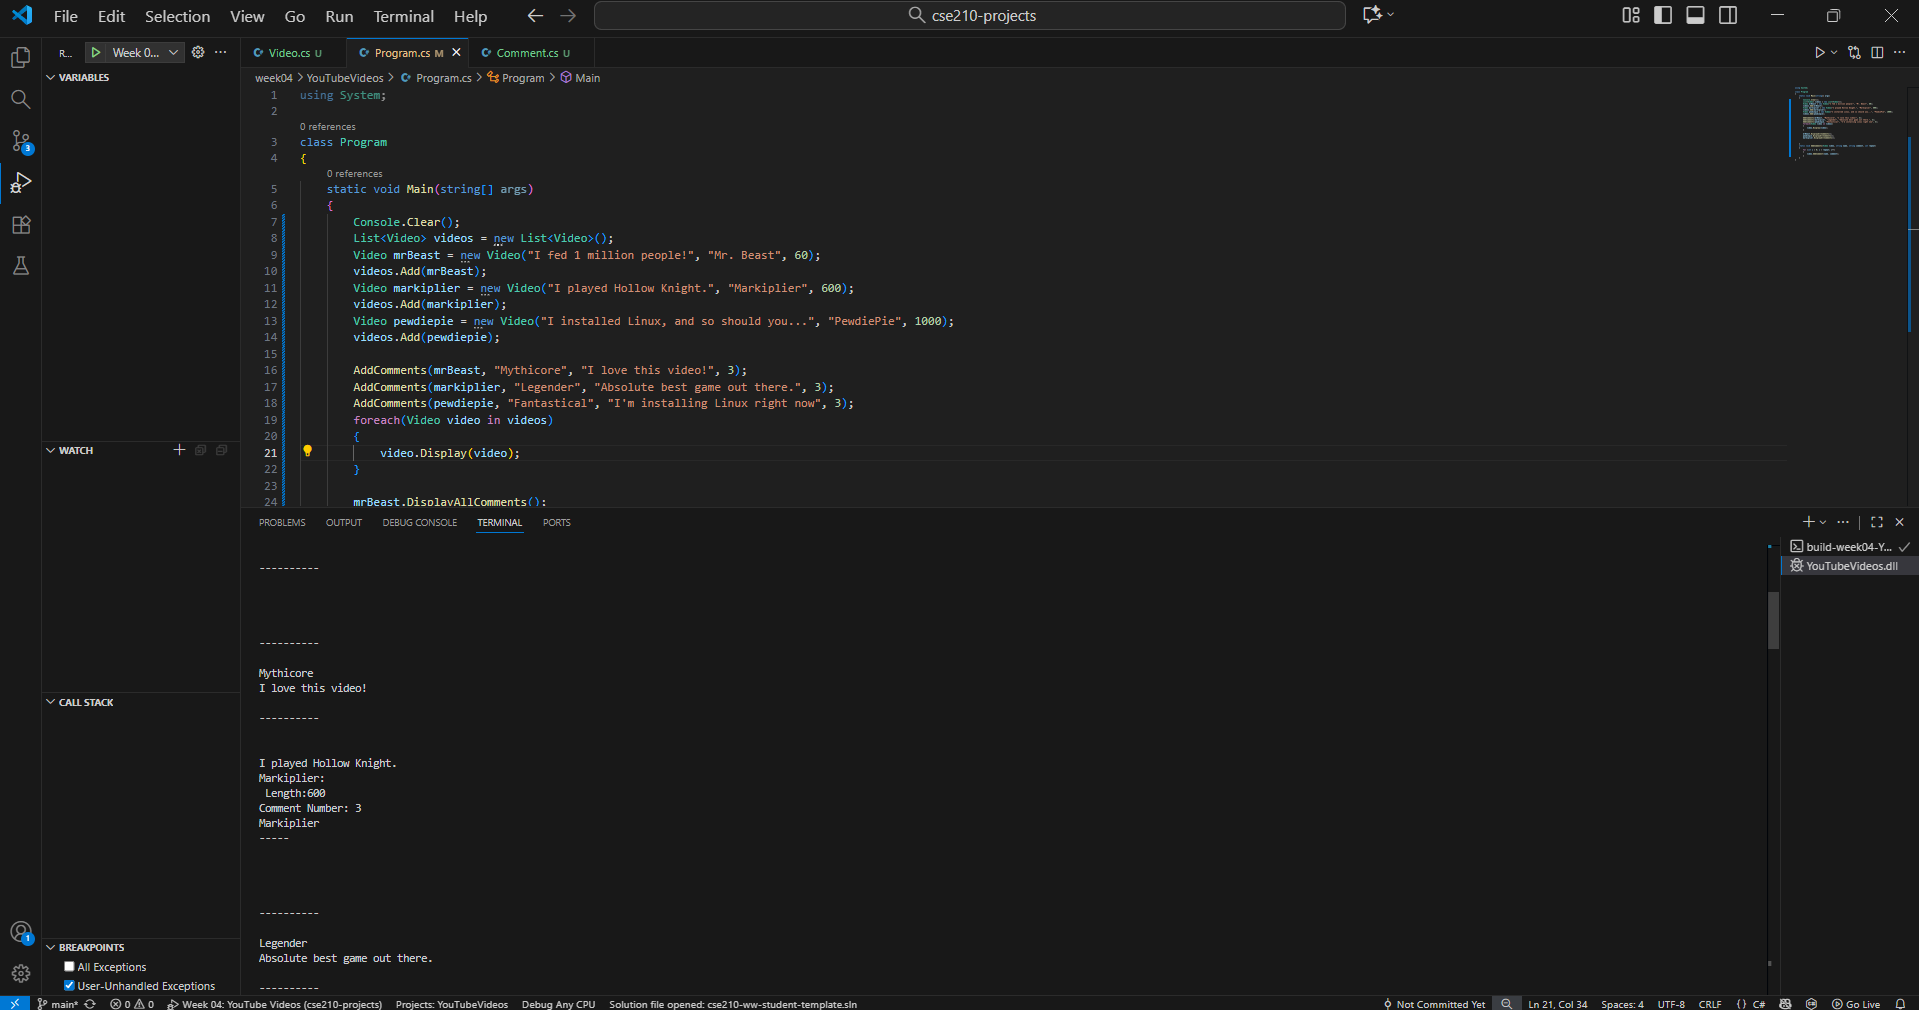 File Edit Selection View Go Run Terminal Help
cse210-projects
R... Week 0...
Video.cs U
Program.cs M
Comment.cs U
week04 > YouTubeVideos > Program.cs > Program > Main
VARIABLES
WATCH
CALL STACK
BREAKPOINTS
All Exceptions
User-Unhandled Exceptions
3
1
1 using System;
2
0 references
3 class Program
4 {
0 references
5 static void Main(string[] args)
6 {
7 Console.Clear();
8 List<Video> videos = new List<Video>();
9 Video mrBeast = new Video("I fed 1 million people!", "Mr. Beast", 60);
10 videos.Add(mrBeast);
11 Video markiplier = new Video("I played Hollow Knight.", "Markiplier", 600);
12 videos.Add(markiplier);
13 Video pewdiepie = new Video("I installed Linux, and so should you...", "PewdiePie", 1000);
14 videos.Add(pewdiepie);
15
16 AddComments(mrBeast, "Mythicore", "I love this video!", 3);
17 AddComments(markiplier, "Legender", "Absolute best game out there.", 3);
18 AddComments(pewdiepie, "Fantastical", "I'm installing Linux right now", 3);
19 foreach(Video video in videos)
20 {
21 video.Display(video);
22 }
23
24 mrBeast.DisplayAllComments();
PROBLEMS OUTPUT DEBUG CONSOLE TERMINAL PORTS
build-week04-Y...
YouTubeVideos.dll
----------
----------
Mythicore
I love this video!
----------
I played Hollow Knight.
Markiplier:
Length:600
Comment Number: 3
Markiplier
-----
----------
Legender
Absolute best game out there.
----------
main* 0 0 Week 04: YouTube Videos (cse210-projects) Projects: YouTubeVideos Debug Any CPU Solution file opened: cse210-ww-student-template.sln Not Committed Yet Ln 21, Col 34 Spaces: 4 UTF-8 CRLF {} C# Go Live